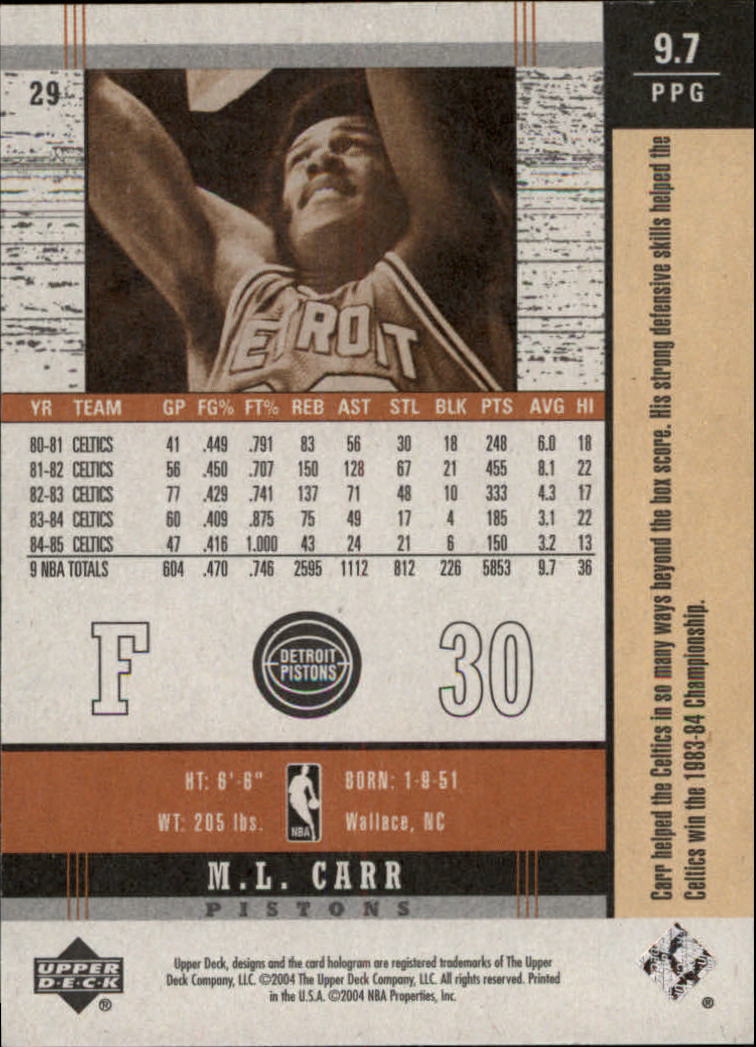 9.7
PPG
29
DETROIT
YR TEAM GP FG% FT% REB AST STL BLK PTS AVG HI
80-81 CELTICS 41 .449 .791 83 56 30 18 248 6.0 18
81-82 CELTICS 56 .450 .707 150 128 67 21 455 8.1 22
82-83 CELTICS 77 .429 .741 137 71 48 10 333 4.3 17
83-84 CELTICS 60 .409 .875 75 49 17 4 185 3.1 22
84-85 CELTICS 47 .416 1.000 43 24 21 6 150 3.2 13
9 NBA TOTALS 604 .470 .746 2595 1112 812 226 5853 9.7 36
F
DETROIT
PISTONS
30
HT: 6'-6" BORN: 1-9-51
WT: 205 lbs. Wallace, NC
NBA
M.L. CARR
PISTONS
Carr helped the Celtics in so many ways beyond the box score. His strong defensive skills helped the
Celtics win the 1983-84 Championship.
UPPER
D·E·C·K
®
Upper Deck, designs and the card hologram are registered trademarks of The Upper
Deck Company, LLC. ©2004 The Upper Deck Company, LLC. All rights reserved. Printed
in the U.S.A. ©2004 NBA Properties, Inc.
®